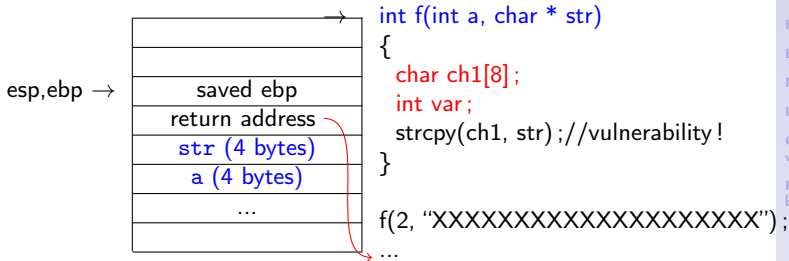 int f(int a, char * str)
{
char ch1[8] ;
esp,ebp → saved ebp
int var ;
return address
strcpy(ch1, str) ;//vulnerability !
str (4 bytes)
}
a (4 bytes)
...
f(2, “XXXXXXXXXXXXXXXXXXXX”) ;
...